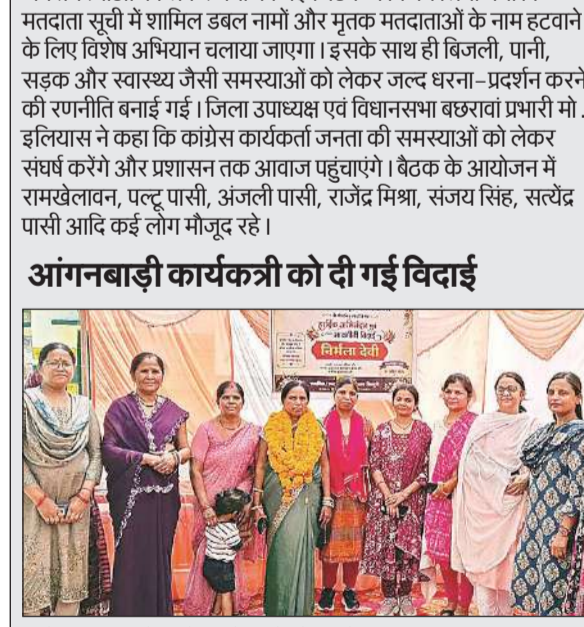 मतदाता सूची में शामिल डबल नामों और मृतक मतदाताओं के नाम हटवाने
के लिए विशेष अभियान चलाया जाएगा। इसके साथ ही बिजली, पानी,
सड़क और स्वास्थ्य जैसी समस्याओं को लेकर जल्द धरना-प्रदर्शन करने
की रणनीति बनाई गई। जिला उपाध्यक्ष एवं विधानसभा बछरावां प्रभारी मो.
इलियास ने कहा कि कांग्रेस कार्यकर्ता जनता की समस्याओं को लेकर
संघर्ष करेंगे और प्रशासन तक आवाज पहुंचाएंगे। बैठक के आयोजन में
रामखेलावन, पल्टू पासी, अंजली पासी, राजेंद्र मिश्रा, संजय सिंह, सत्येंद्र
पासी आदि कई लोग मौजूद रहे।
आंगनबाड़ी कार्यकत्री को दी गई विदाई
हार्दिक अभिनंदन एवं
विदाई
निर्मला देवी